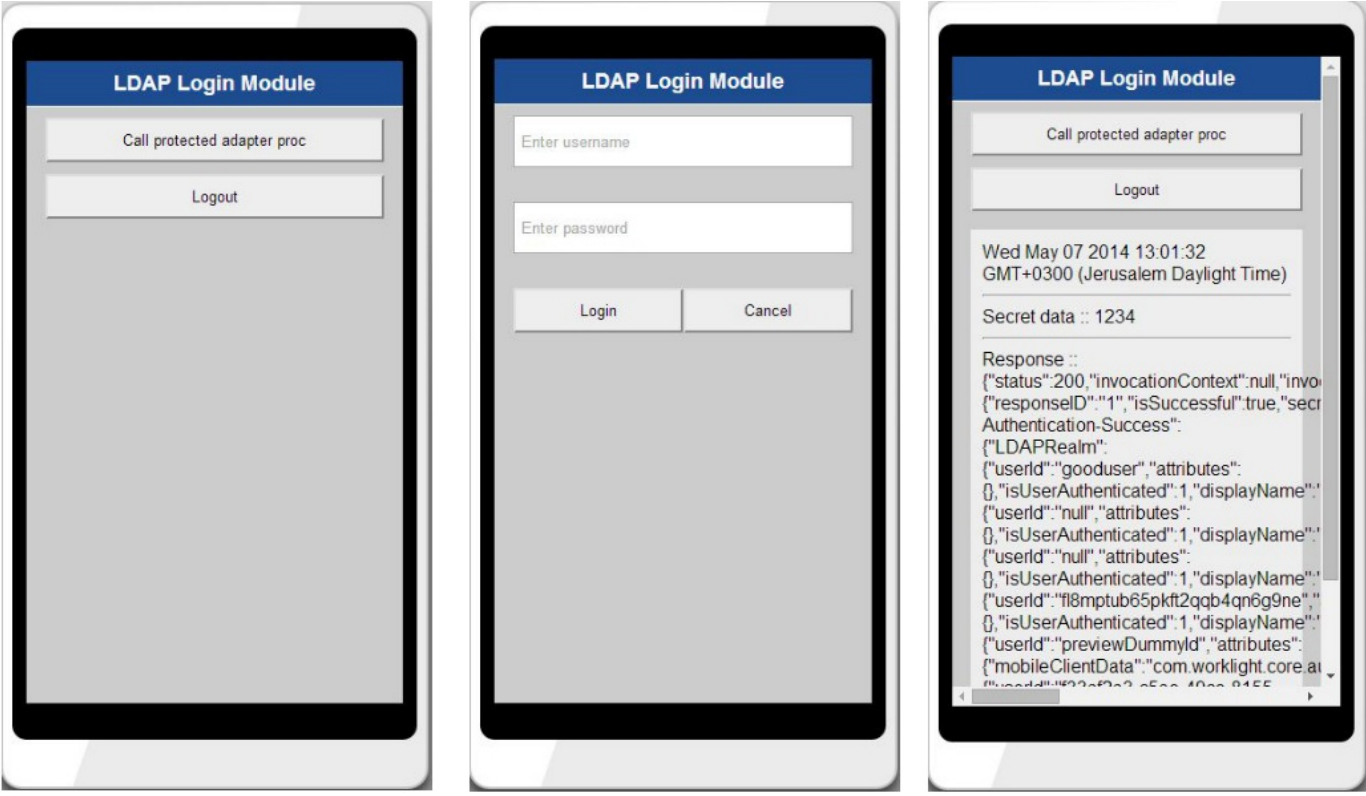 LDAP Login Module
Call protected adapter proc
Logout
LDAP Login Module
Enter username
Enter password
Login
Cancel
LDAP Login Module
Call protected adapter proc
Logout
Wed May 07 2014 13:01:32
GMT+0300 (Jerusalem Daylight Time)
Secret data :: 1234
Response ::
{"status":200,"invocationContext":null,"invo
{"responseID":"1","isSuccessful":true,"secr
Authentication-Success":
{"LDAPRealm":
{"userId":"gooduser","attributes":
{},"isUserAuthenticated":1,"displayName":"
{"userId":"null","attributes":
{},"isUserAuthenticated":1,"displayName":"
{"userId":"null","attributes":
{},"isUserAuthenticated":1,"displayName":"
{"userId":"fl8mptub65pkft2qqb4qn6g9ne","
{},"isUserAuthenticated":1,"displayName":"
{"userId":"previewDummyId","attributes":
{"mobileClientData":"com.worklight.core.au